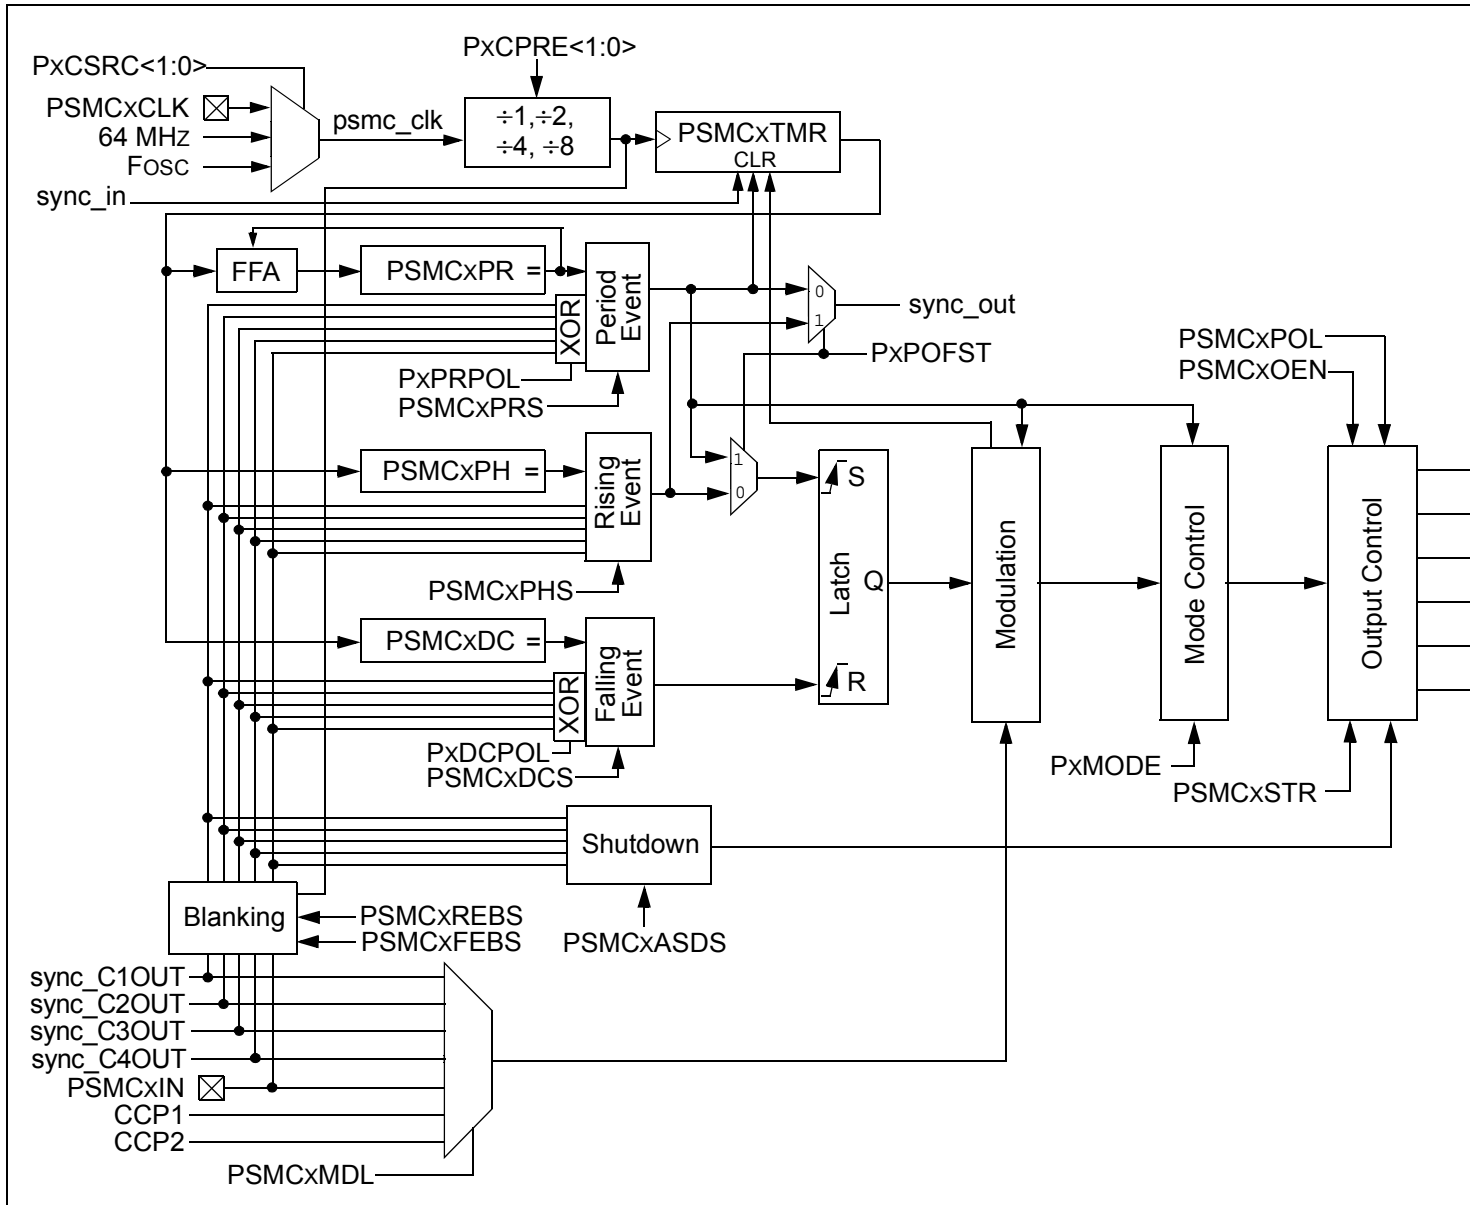 PxCPRE<1:0>
PxCSRC<1:0>
PSMCxCLK
64 MHz
FOSC
sync_in
psmc_clk
÷1,÷2,
÷4, ÷8
PSMCxTMR
CLR
FFA
PSMCxPR =
XOR
Period
Event
0
1
sync_out
PxPOFST
PxPRPOL
PSMCxPRS
PSMCxPOL
PSMCxOEN
PSMCxPH =
Rising
Event
1
0
PSMCxPHS
S
Latch
Q
R
Modulation
Mode Control
Output Control
PSMCxDC =
XOR
Falling
Event
PxDCPOL
PSMCxDCS
PxMODE
PSMCxSTR
Shutdown
PSMCxASDS
Blanking
PSMCxREBS
PSMCxFEBS
sync_C1OUT
sync_C2OUT
sync_C3OUT
sync_C4OUT
PSMCxIN
CCP1
CCP2
PSMCxMDL